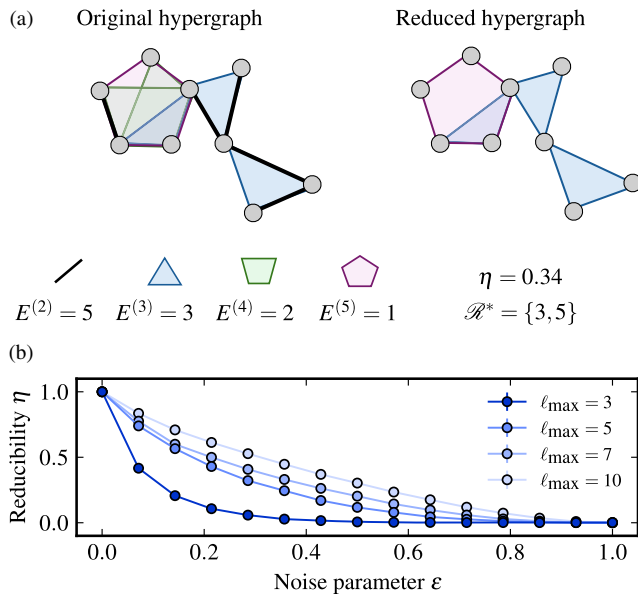 (a)
Original hypergraph
Reduced hypergraph
η = 0.34
E⁽²⁾ = 5 E⁽³⁾ = 3 E⁽⁴⁾ = 2 E⁽⁵⁾ = 1 ℛ* = {3,5}
(b)
Reducibility η
1.0
0.5
0.0
ℓmax = 3
ℓmax = 5
ℓmax = 7
ℓmax = 10
0.0 0.2 0.4 0.6 0.8 1.0
Noise parameter ε